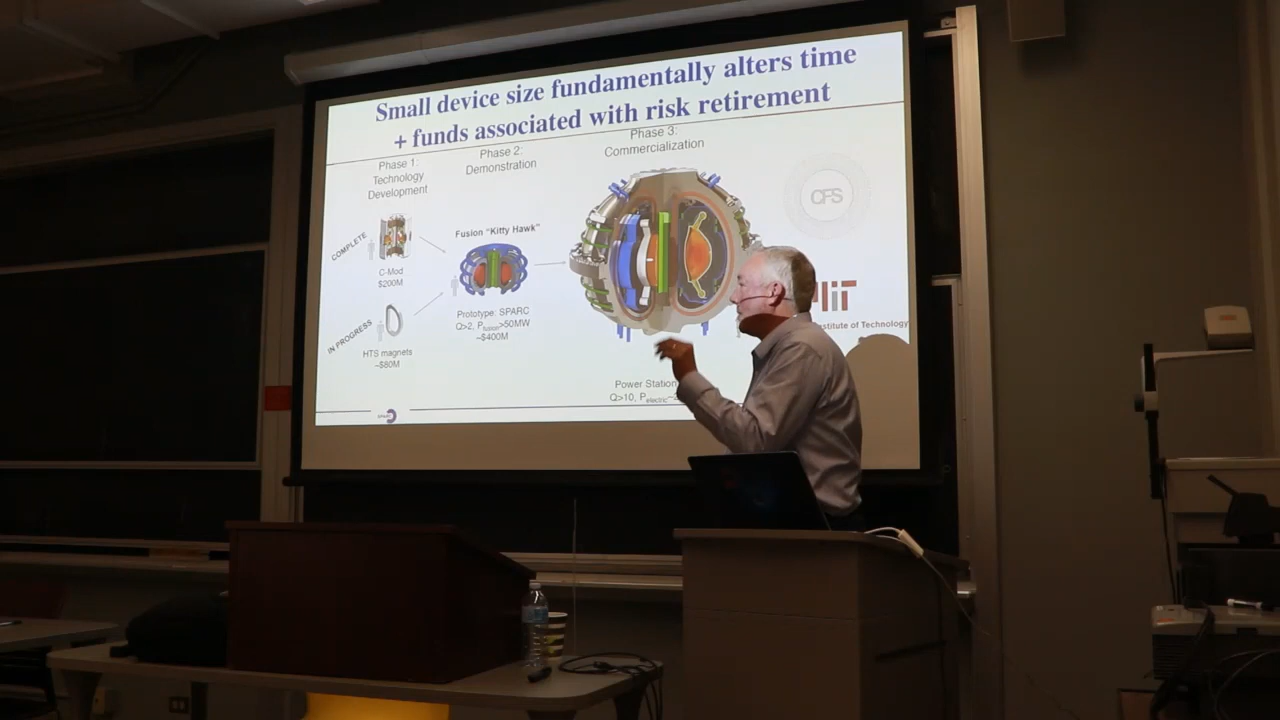 Small device size fundamentally alters time
+ funds associated with risk retirement
Phase 1:
Technology
Development
Phase 2:
Demonstration
Phase 3:
Commercialization
CFS
COMPLETE
C-Mod
$200M
IN PROGRESS
HTS magnets
~$80M
Fusion "Kitty Hawk"
Prototype: SPARC
Q>2, Pfusion>50MW
~$400M
Power Station
Q>10, Pelectric~
MIT
Institute of Technology